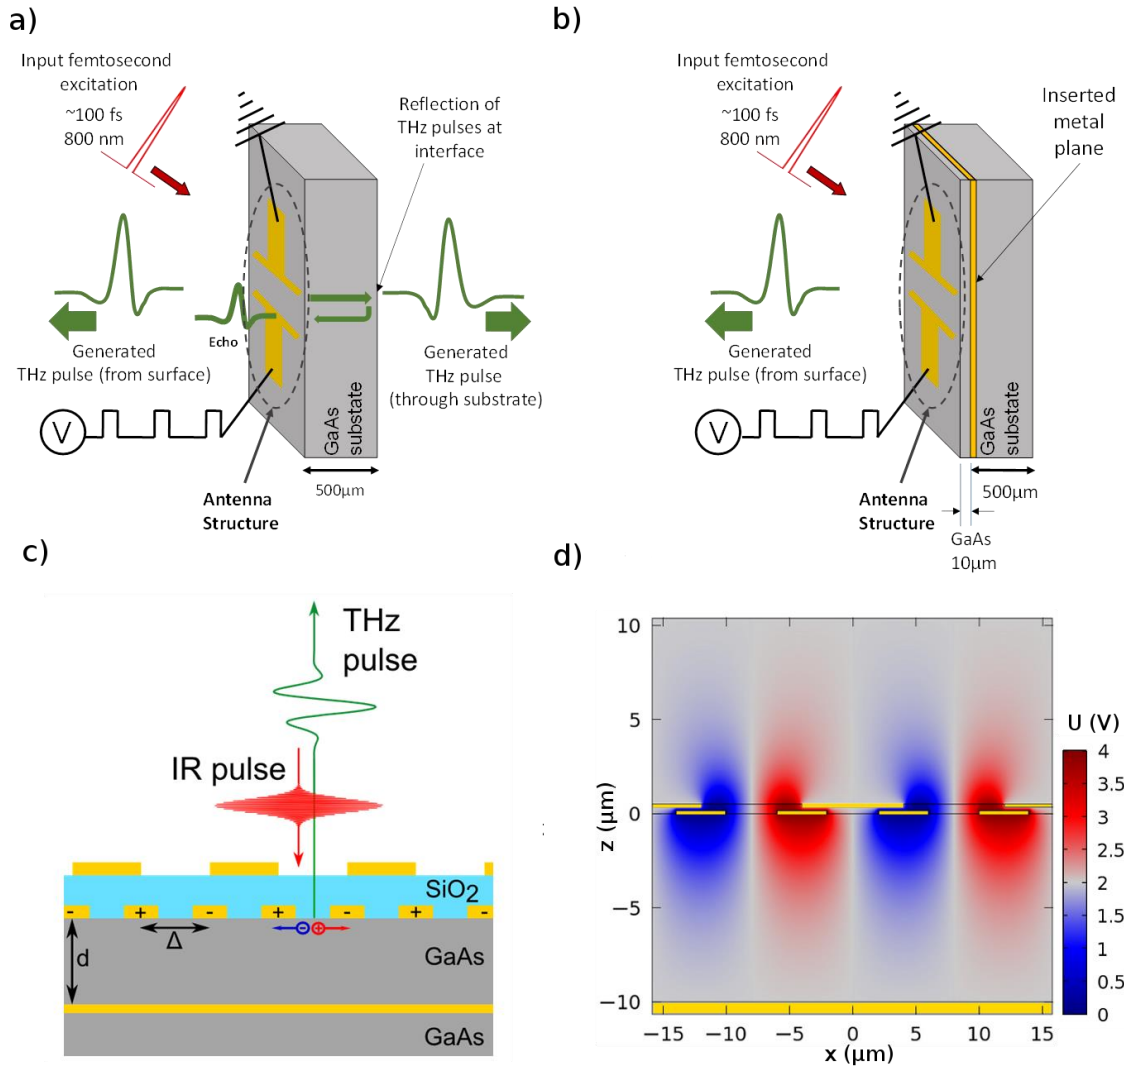 a)
Input femtosecond
excitation
~100 fs
800 nm
Reflection of
THz pulses at
interface
Echo
Generated
THz pulse (from surface)
Generated
THz pulse
(through substrate)
V
GaAs
substate
500µm
Antenna
Structure
b)
Input femtosecond
excitation
~100 fs
800 nm
Inserted
metal
plane
Generated
THz pulse (from surface)
V
GaAs
substate
500µm
Antenna
Structure
GaAs
10µm
c)
THz
pulse
IR pulse
SiO2
- + - + - + -
Δ
- +
d
GaAs
GaAs
d)
10
5
0
−5
−10
z (µm)
−15 −10 −5 0 5 10 15
x (µm)
U (V)
4
3.5
3
2.5
2
1.5
1
0.5
0